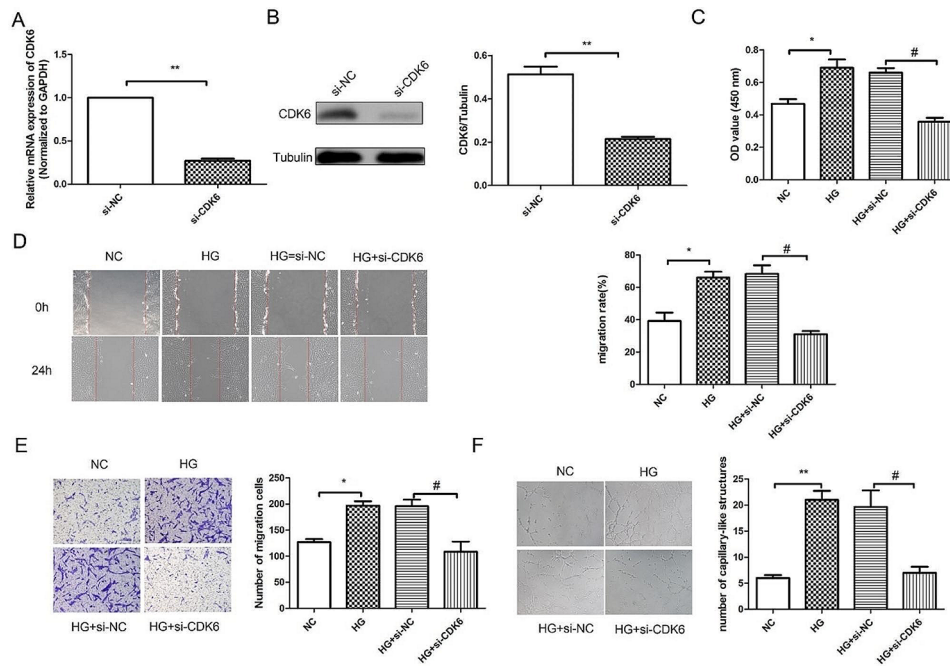 A
Relative mRNA expression of CDK6
(Normalized to GAPDH)
1.5
1.0
0.5
0.0
**
si-NC
si-CDK6
B
si-NC
si-CDK6
CDK6
Tubulin
CDK6/Tubulin
0.6
0.4
0.2
0.0
**
si-NC
si-CDK6
C
OD value (450 nm)
0.8
0.6
0.4
0.2
0.0
*
#
NC
HG
HG+si-NC
HG+si-CDK6
D
NC
HG
HG=si-NC
HG+si-CDK6
0h
24h
migration rate(%)
80
60
40
20
0
*
#
NC
HG
HG+si-NC
HG+si-CDK6
E
NC
HG
HG+si-NC
HG+si-CDK6
Number of migration cells
250
200
150
100
50
0
*
#
NC
HG
HG+si-NC
HG+si-CDK6
F
NC
HG
HG+si-NC
HG+si-CDK6
number of capillary-like structures
25
20
15
10
5
0
**
#
NC
HG
HG+si-NC
HG+si-CDK6